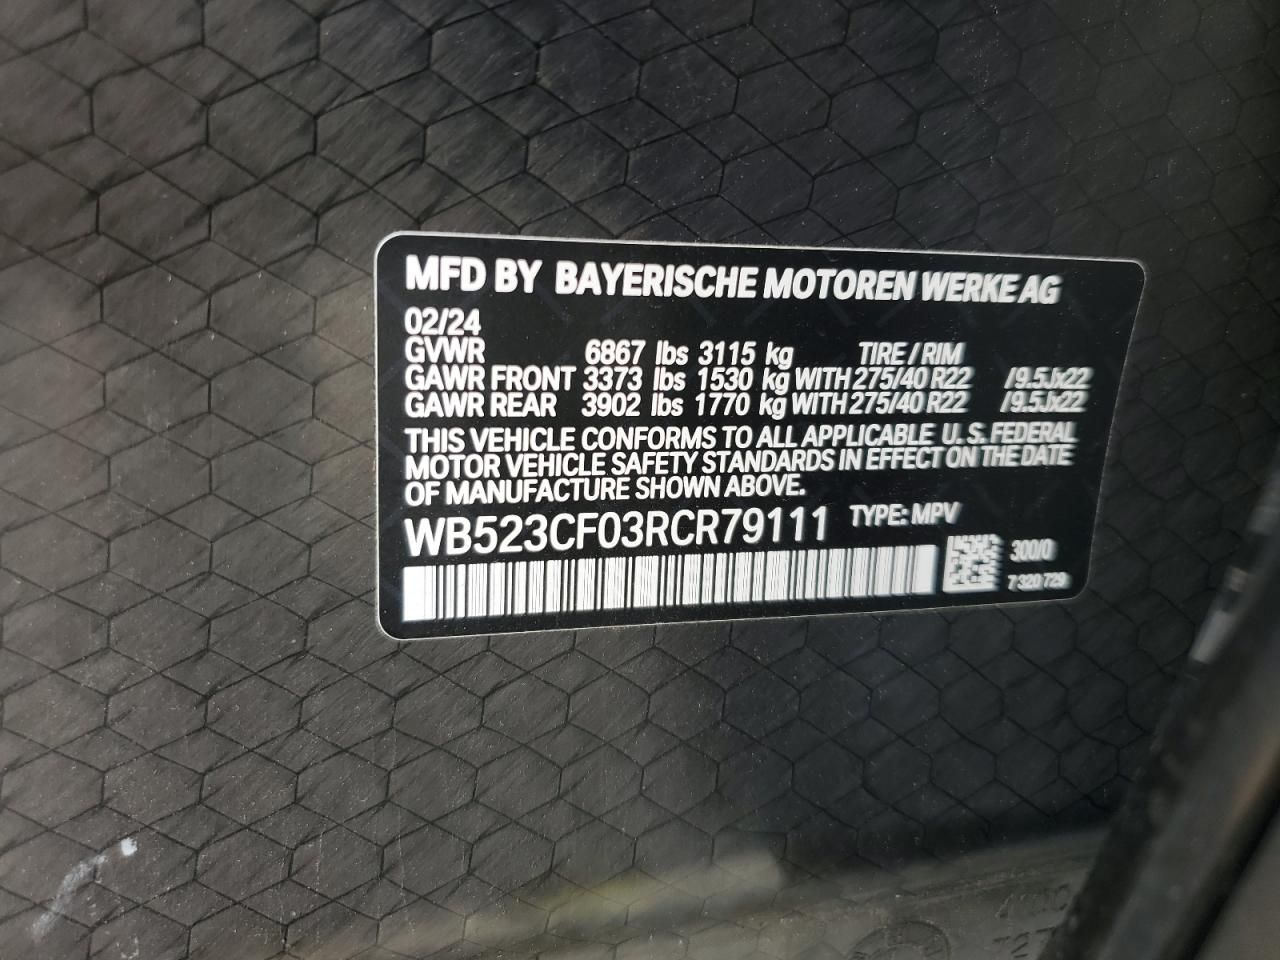 MFD BY BAYERISCHE MOTOREN WERKE AG
02/24
GVWR 6867 lbs 3115 kg TIRE / RIM
GAWR FRONT 3373 lbs 1530 kg WITH 275/40 R22 /9.5Jx22
GAWR REAR 3902 lbs 1770 kg WITH 275/40 R22 /9.5Jx22
THIS VEHICLE CONFORMS TO ALL APPLICABLE U.S. FEDERAL
MOTOR VEHICLE SAFETY STANDARDS IN EFFECT ON THE DATE
OF MANUFACTURE SHOWN ABOVE.
WB523CF03RCR79111 TYPE: MPV
300/0
7 320 729